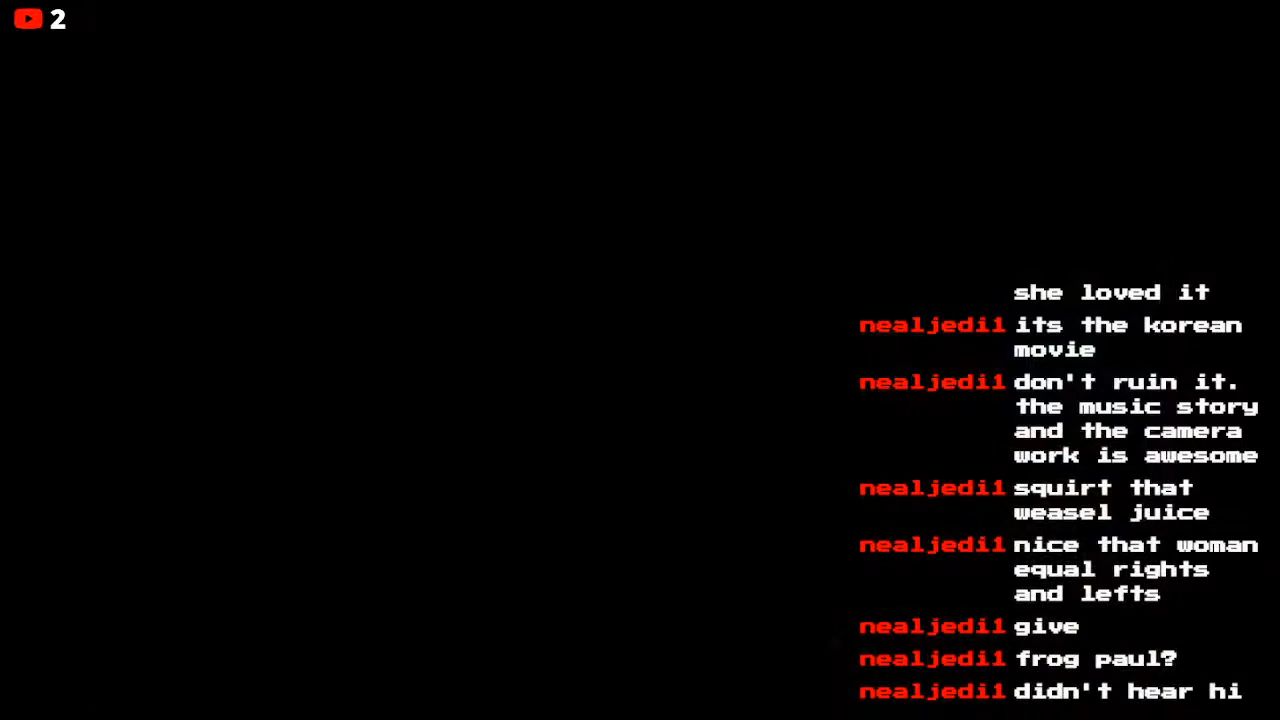 2
she loved it
nealjedi1 its the korean
movie
nealjedi1 don't ruin it.
the music story
and the camera
work is awesome
nealjedi1 squirt that
weasel juice
nealjedi1 nice that woman
equal rights
and lefts
nealjedi1 give
nealjedi1 frog paul?
nealjedi1 didn't hear hi